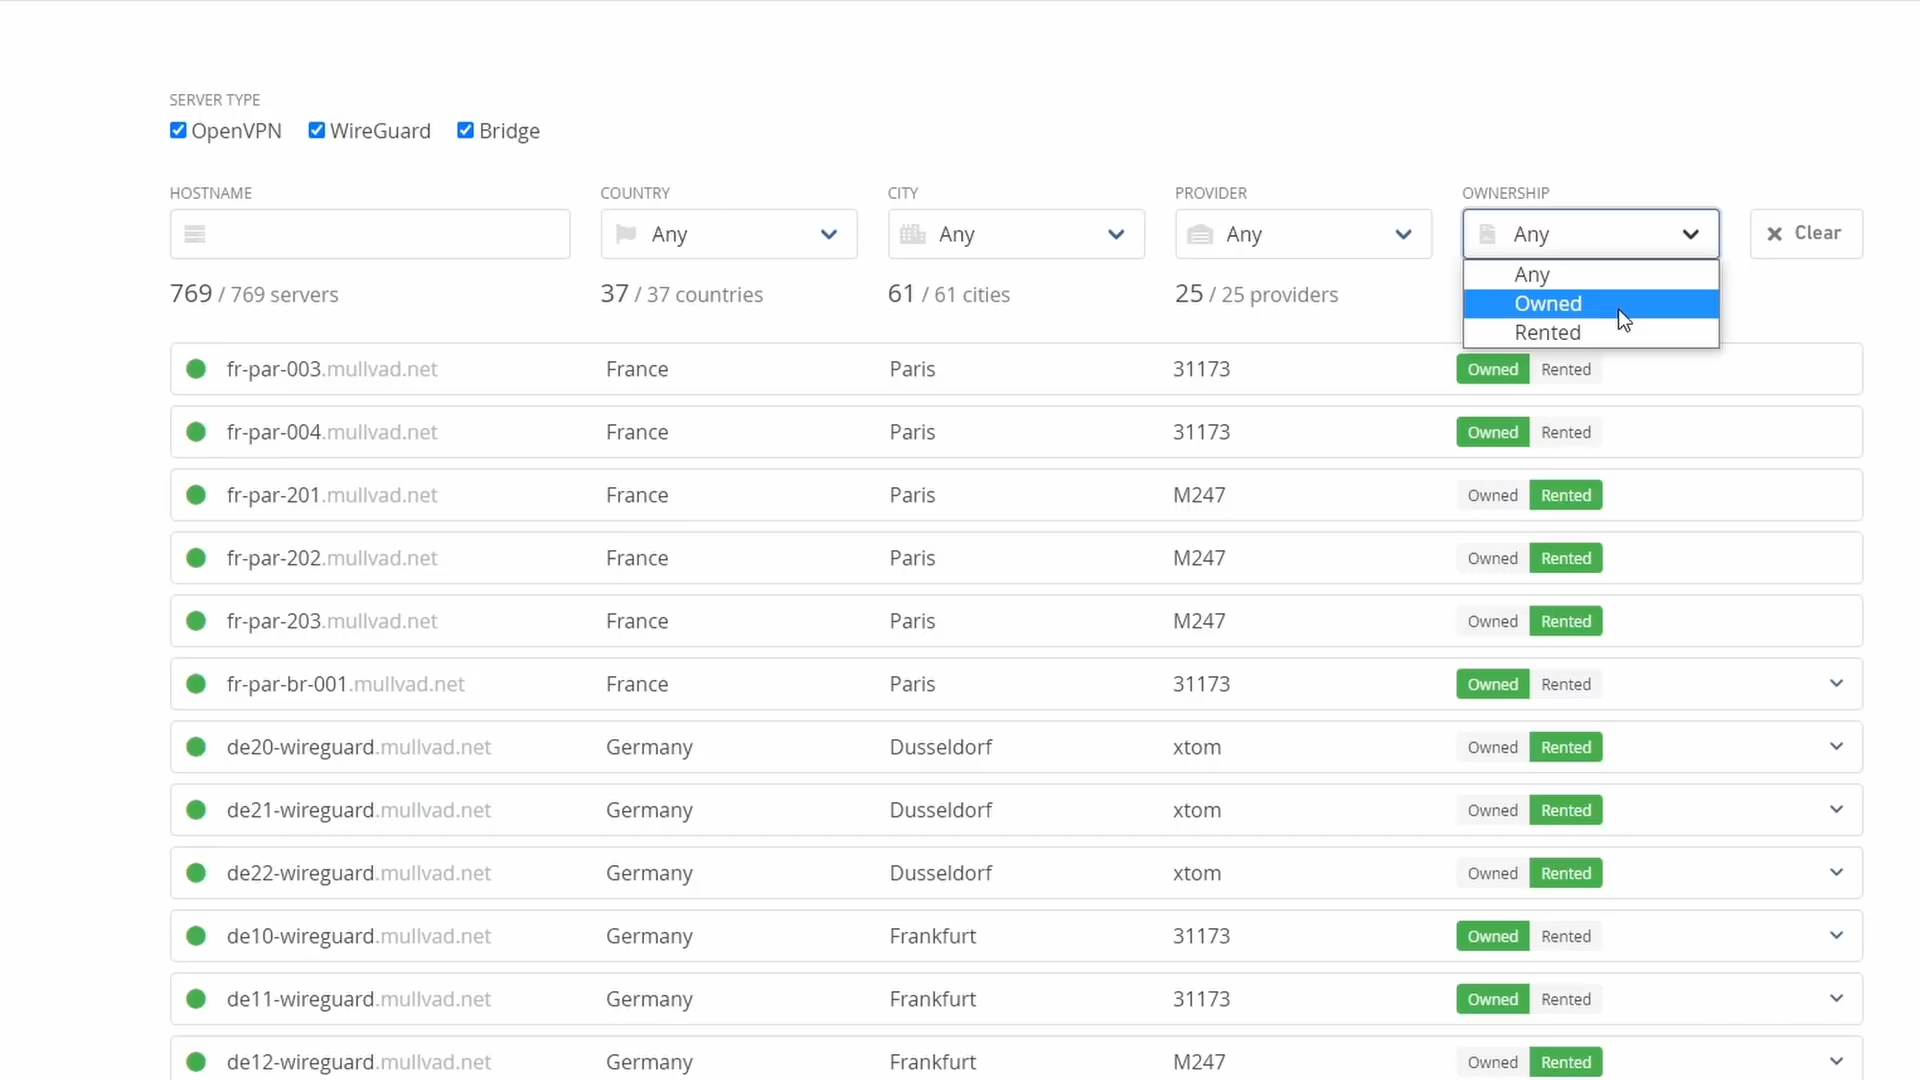 SERVER TYPE
OpenVPN WireGuard Bridge
HOSTNAME COUNTRY CITY PROVIDER OWNERSHIP
Any Any Any Any Clear
769 / 769 servers 37 / 37 countries 61 / 61 cities 25 / 25 providers
Any
Owned
Rented
fr-par-003.mullvad.net France Paris 31173 Owned Rented
fr-par-004.mullvad.net France Paris 31173 Owned Rented
fr-par-201.mullvad.net France Paris M247 Owned Rented
fr-par-202.mullvad.net France Paris M247 Owned Rented
fr-par-203.mullvad.net France Paris M247 Owned Rented
fr-par-br-001.mullvad.net France Paris 31173 Owned Rented
de20-wireguard.mullvad.net Germany Dusseldorf xtom Owned Rented
de21-wireguard.mullvad.net Germany Dusseldorf xtom Owned Rented
de22-wireguard.mullvad.net Germany Dusseldorf xtom Owned Rented
de10-wireguard.mullvad.net Germany Frankfurt 31173 Owned Rented
de11-wireguard.mullvad.net Germany Frankfurt 31173 Owned Rented
de12-wireguard.mullvad.net Germany Frankfurt M247 Owned Rented